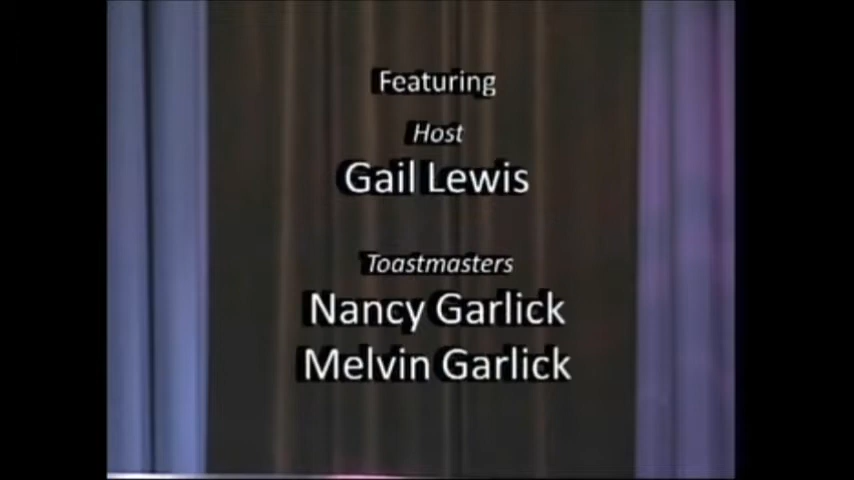 Featuring
Host
Gail Lewis
Toastmasters
Nancy Garlick
Melvin Garlick